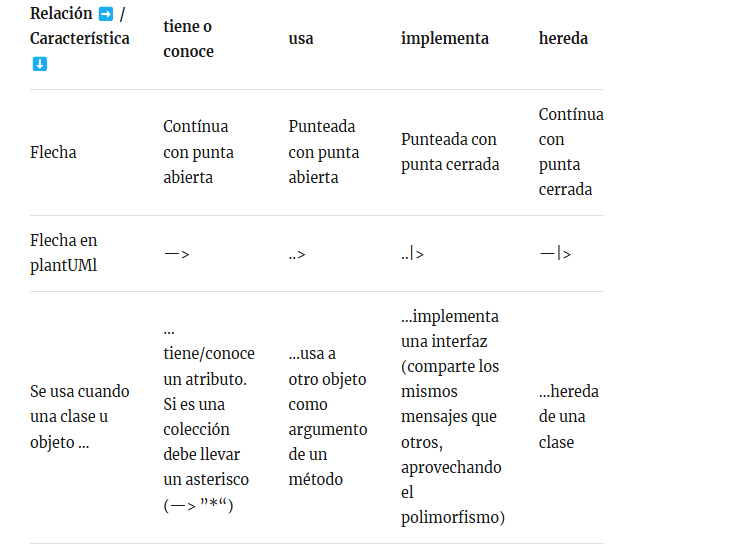 Relación ➡️ /
Característica
⬇️
tiene o
conoce
usa
implementa
hereda
Flecha
Contínua
con punta
abierta
Punteada
con punta
abierta
Punteada con
punta cerrada
Contínua
con
punta
cerrada
Flecha en
plantUMl
—>
..>
..|>
—|>
Se usa cuando
una clase u
objeto …
…
tiene/conoce
un atributo.
Si es una
colección
debe llevar
un asterisco
(—> ”*“)
…usa a
otro objeto
como
argumento
de un
método
…implementa
una interfaz
(comparte los
mismos
mensajes que
otros,
aprovechando
el
polimorfismo)
…hereda
de una
clase